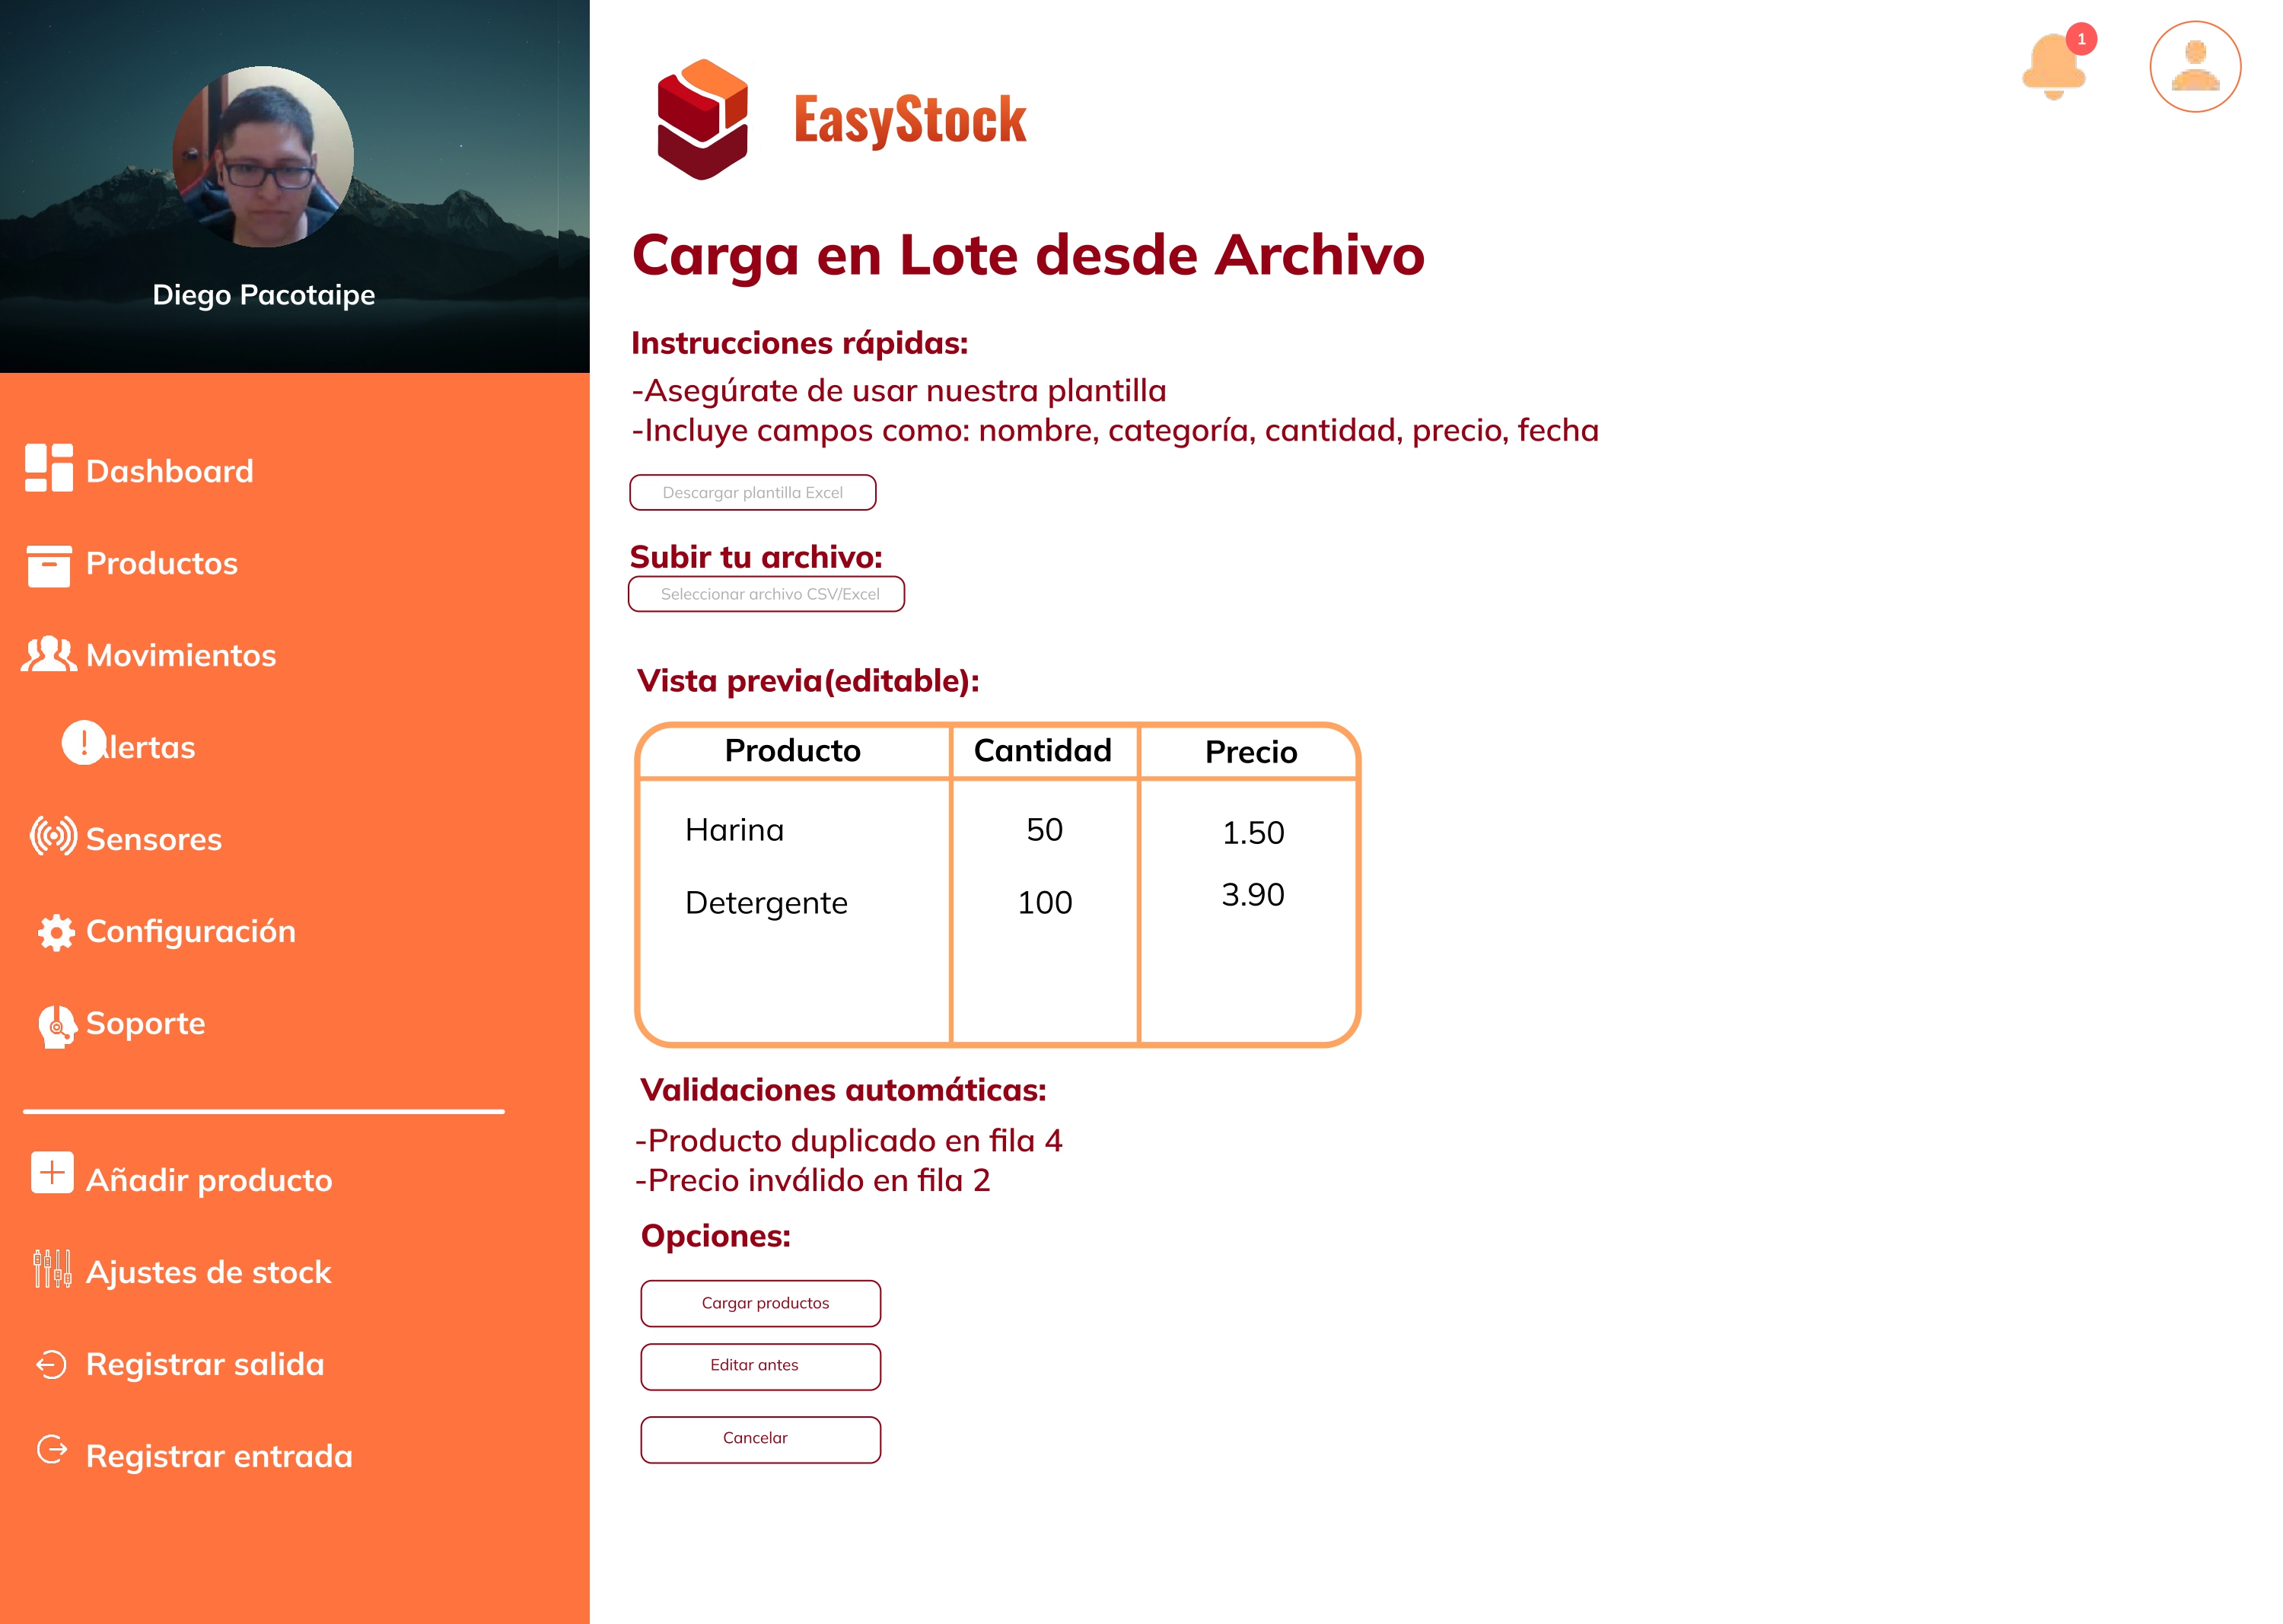 Diego Pacotaipe
Dashboard
Productos
Movimientos
lertas
Sensores
Configuración
Soporte
Añadir producto
Ajustes de stock
Registrar salida
Registrar entrada
1
EasyStock
Carga en Lote desde Archivo
Instrucciones rápidas:
-Asegúrate de usar nuestra plantilla
-Incluye campos como: nombre, categoría, cantidad, precio, fecha
Descargar plantilla Excel
Subir tu archivo:
Seleccionar archivo CSV/Excel
Vista previa(editable):
Producto Cantidad Precio
Harina 50 1.50
Detergente 100 3.90
Validaciones automáticas:
-Producto duplicado en fila 4
-Precio inválido en fila 2
Opciones:
Cargar productos
Editar antes
Cancelar